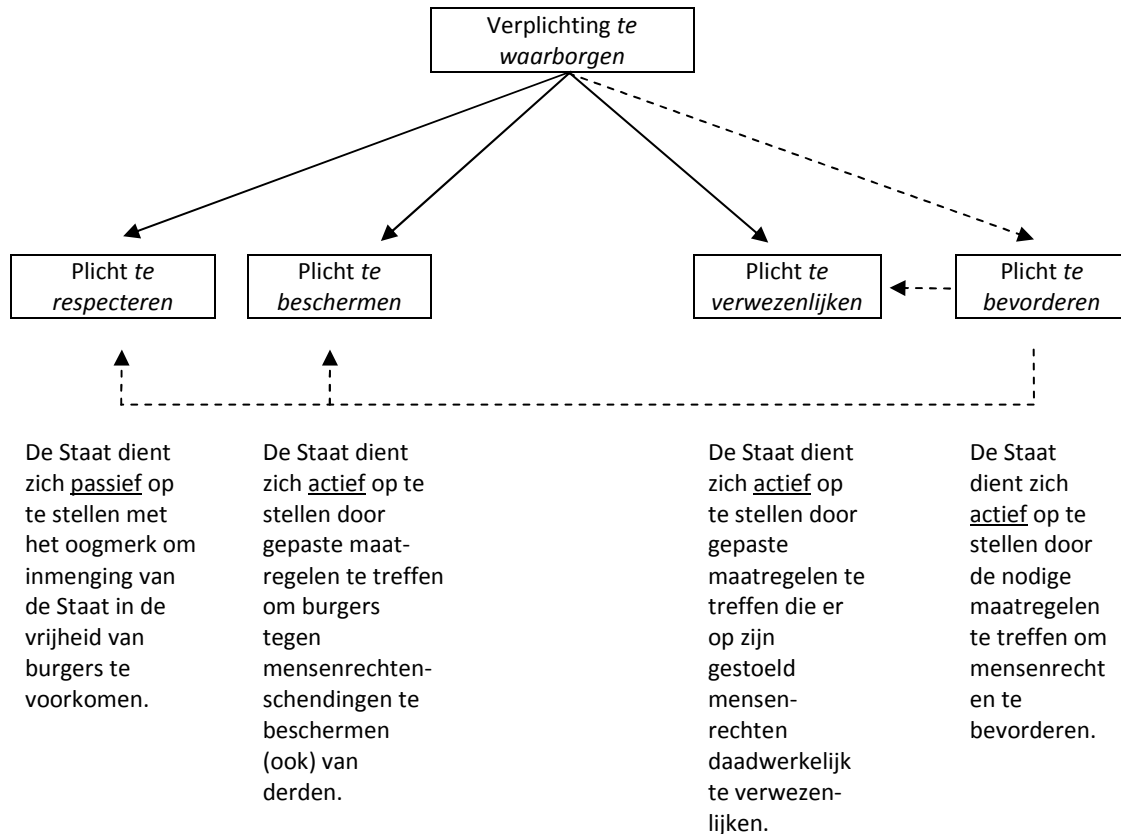 Verplichting te
waarborgen
Plicht te
respecteren
Plicht te
beschermen
Plicht te
verwezenlijken
Plicht te
bevorderen
De Staat dient
zich passief op
te stellen met
het oogmerk om
inmenging van
de Staat in de
vrijheid van
burgers te
voorkomen.
De Staat dient
zich actief op te
stellen door
gepaste maat-
regelen te treffen
om burgers
tegen
mensenrechten-
schendingen te
beschermen
(ook) van
derden.
De Staat dient
zich actief op
te stellen door
gepaste
maatregelen te
treffen die er
op zijn
gestoeld
mensen-
rechten
daadwerkelijk
te verwezen-
lijken.
De Staat
dient zich
actief op te
stellen door
de nodige
maatregelen
te treffen om
mensenrecht
en te
bevorderen.